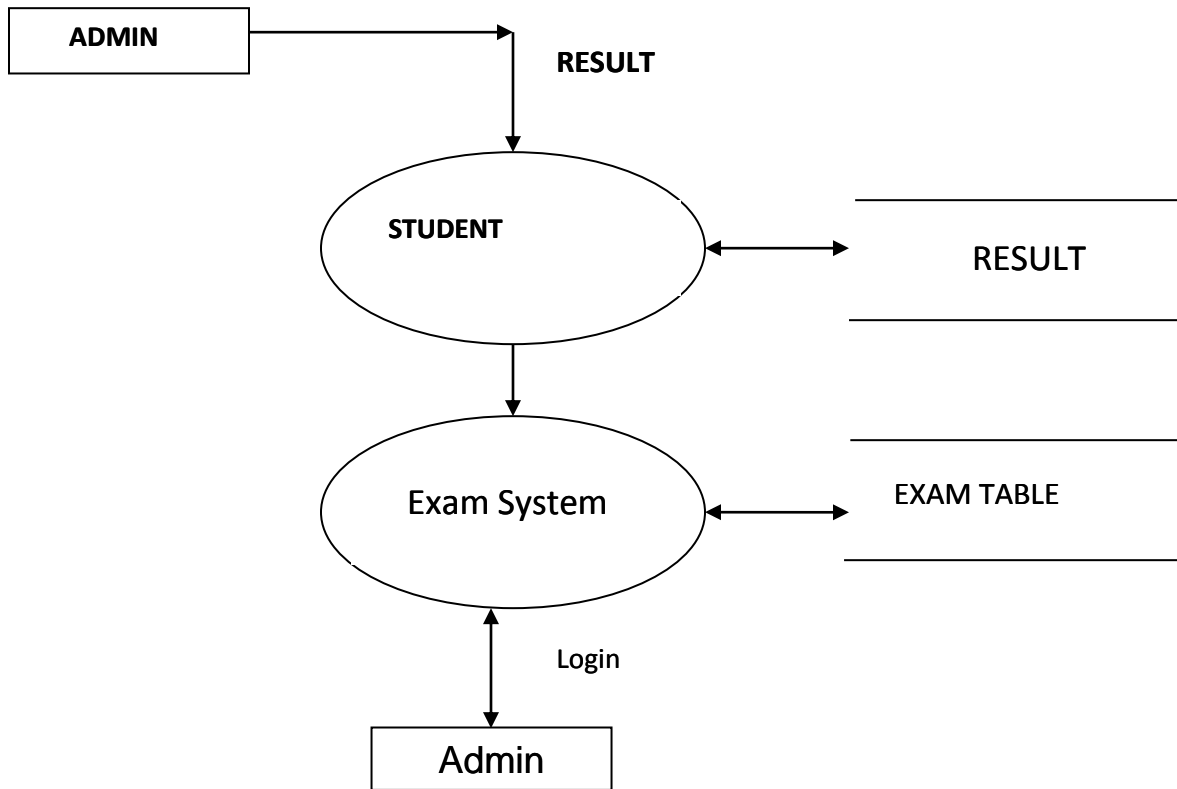 ADMIN
RESULT
STUDENT
RESULT
Exam System
EXAM TABLE
Login
Admin